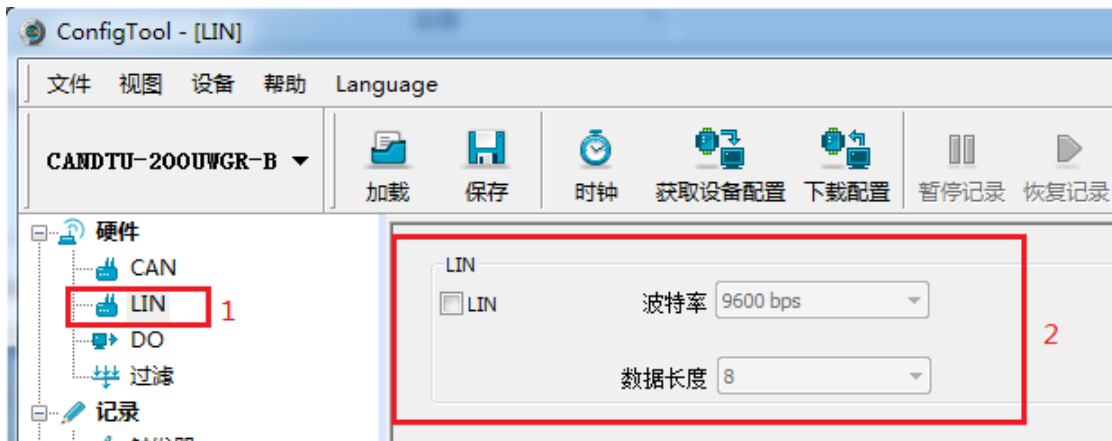 ConfigTool - [LIN]
文件 视图 设备 帮助 Language
CANDTU-200UWGR-B
加载 保存 时钟 获取设备配置 下载配置 暂停记录 恢复记录
硬件
CAN
LIN
1
DO
过滤
记录
LIN
LIN 波特率 9600 bps
数据长度 8
2